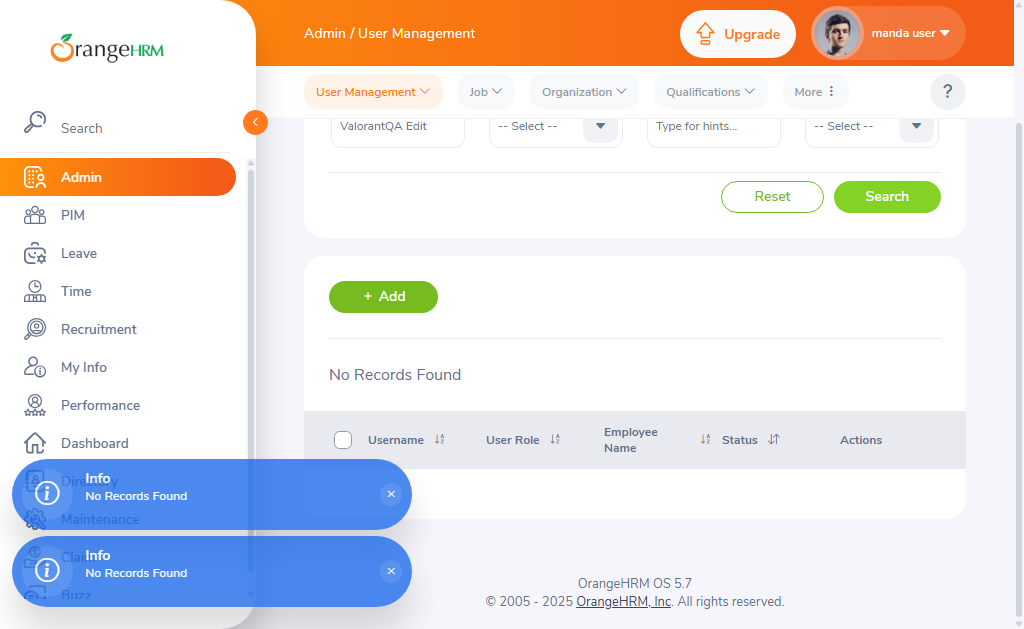 OrangeHRM
Admin / User Management
Upgrade
manda user
User Management
Job
Organization
Qualifications
More
?
Search
Admin
PIM
Leave
Time
Recruitment
My Info
Performance
Dashboard
Directory
Maintenance
Claim
Buzz
ValorantQA Edit
-- Select --
Type for hints...
-- Select --
Reset
Search
+ Add
No Records Found
Username
User Role
Employee
Name
Status
Actions
Info
No Records Found
Info
No Records Found
OrangeHRM OS 5.7
© 2005 - 2025 OrangeHRM, Inc. All rights reserved.